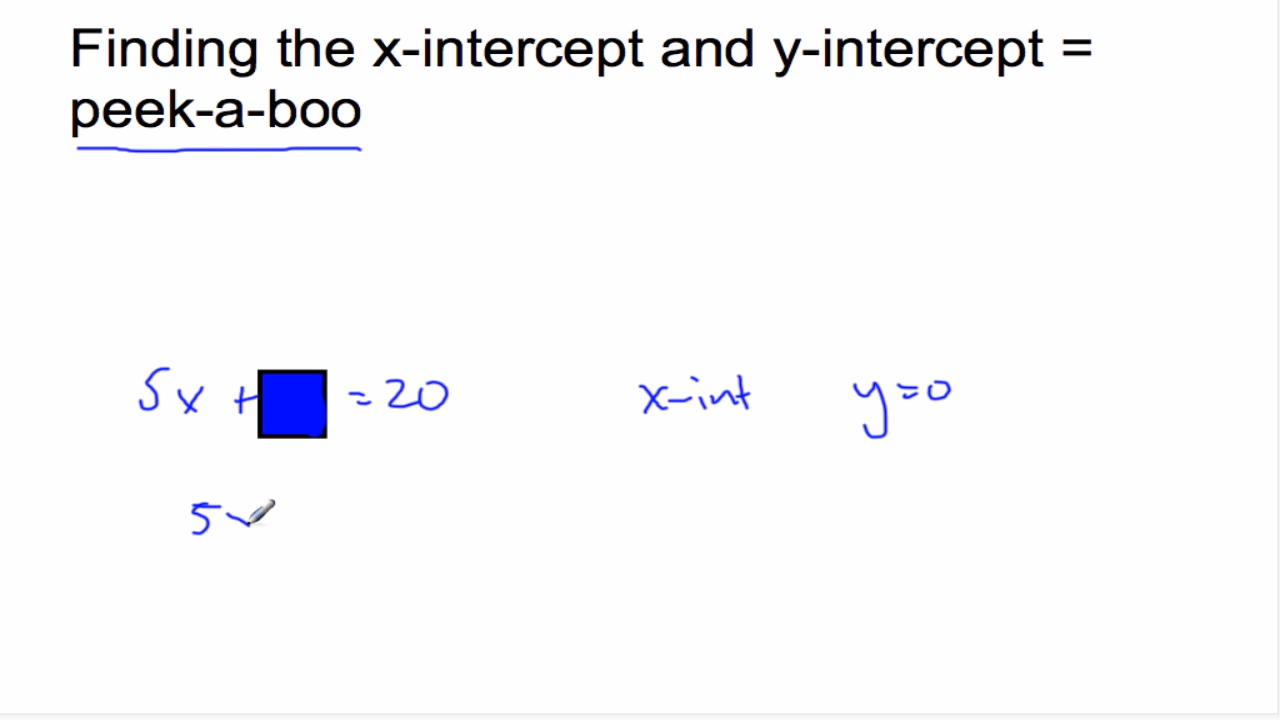 Finding the x-intercept and y-intercept =
peek-a-boo
5x + = 20 x-int y=0
5